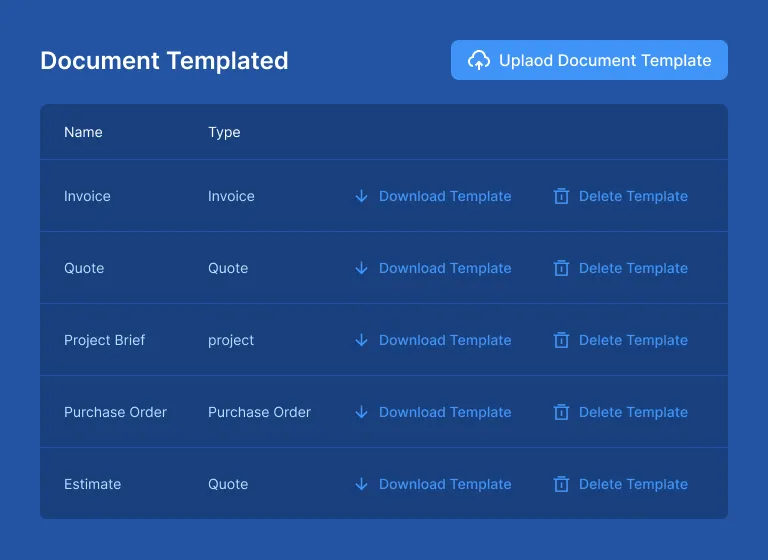 Document Templated
Uplaod Document Template
Name Type
Invoice Invoice Download Template Delete Template
Quote Quote Download Template Delete Template
Project Brief project Download Template Delete Template
Purchase Order Purchase Order Download Template Delete Template
Estimate Quote Download Template Delete Template